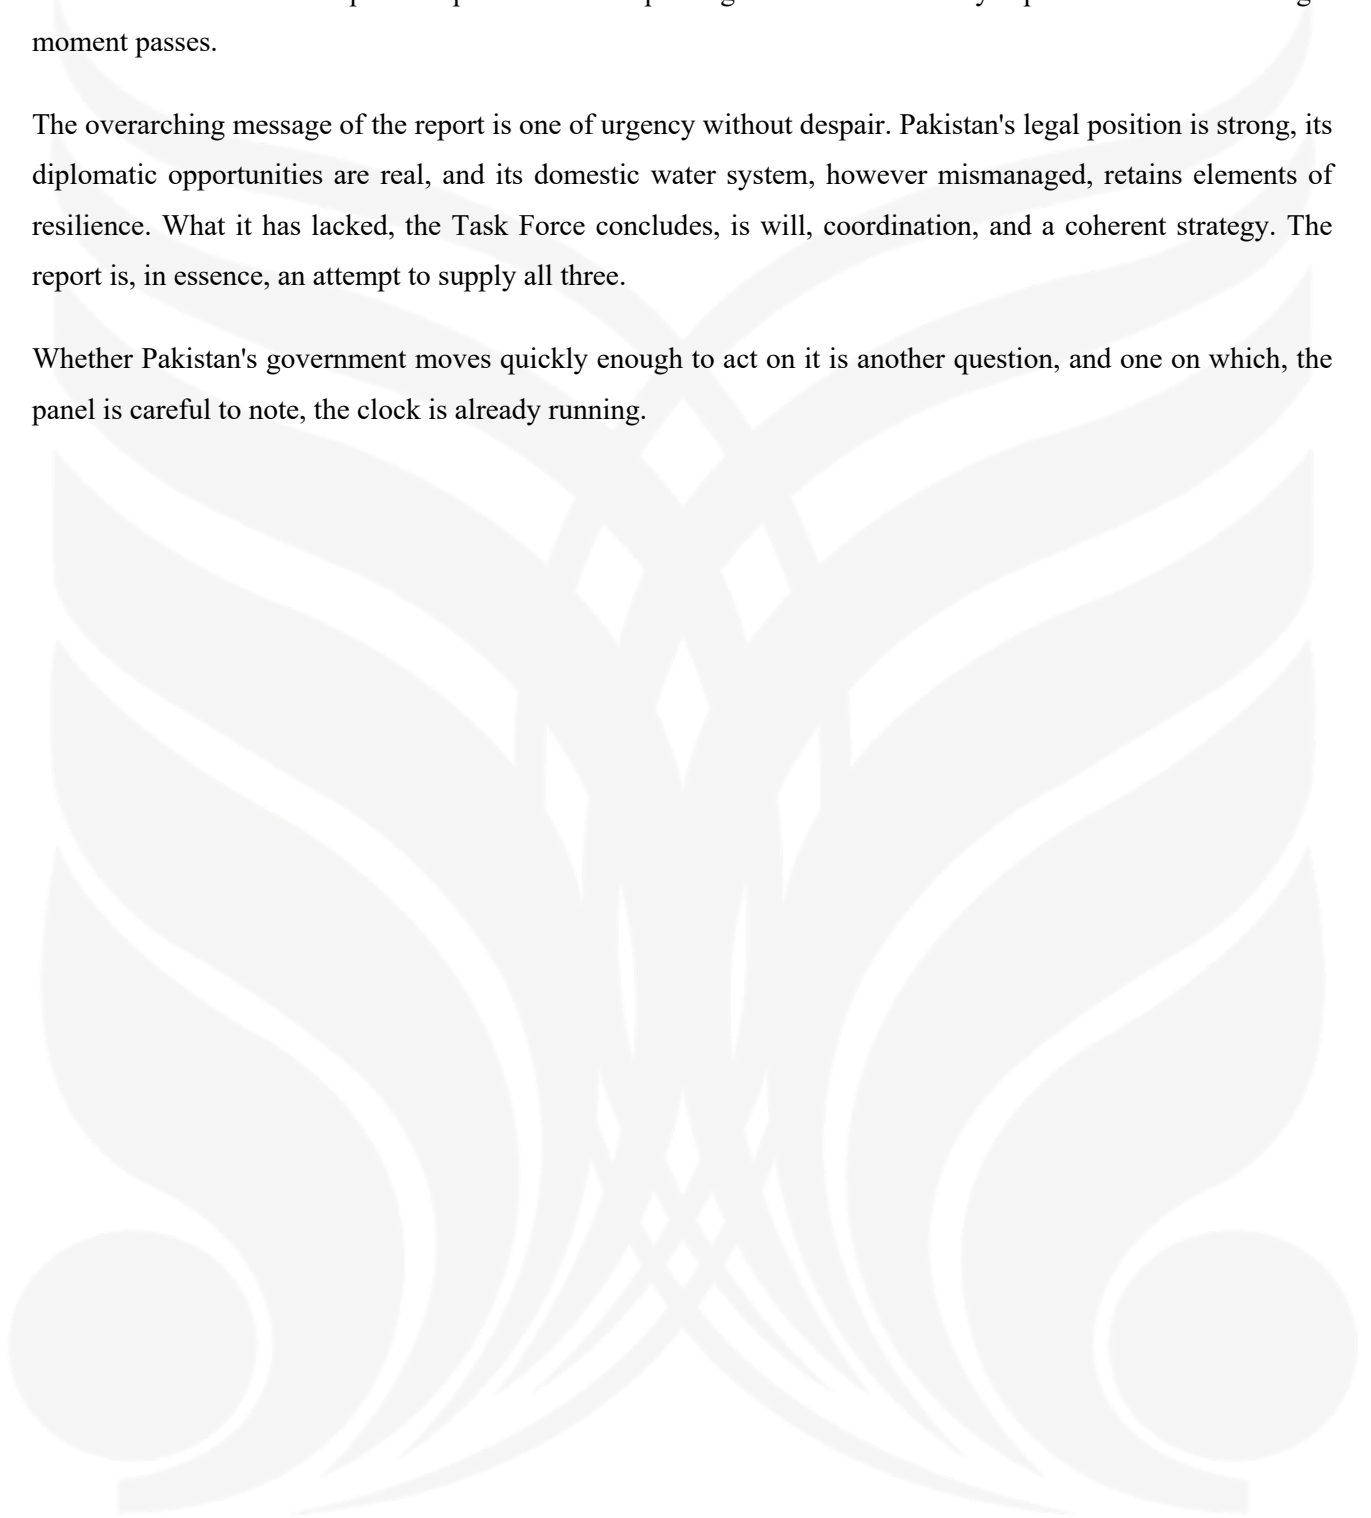 moment passes.
The overarching message of the report is one of urgency without despair. Pakistan's legal position is strong, its
diplomatic opportunities are real, and its domestic water system, however mismanaged, retains elements of
resilience. What it has lacked, the Task Force concludes, is will, coordination, and a coherent strategy. The
report is, in essence, an attempt to supply all three.
Whether Pakistan's government moves quickly enough to act on it is another question, and one on which, the
panel is careful to note, the clock is already running.